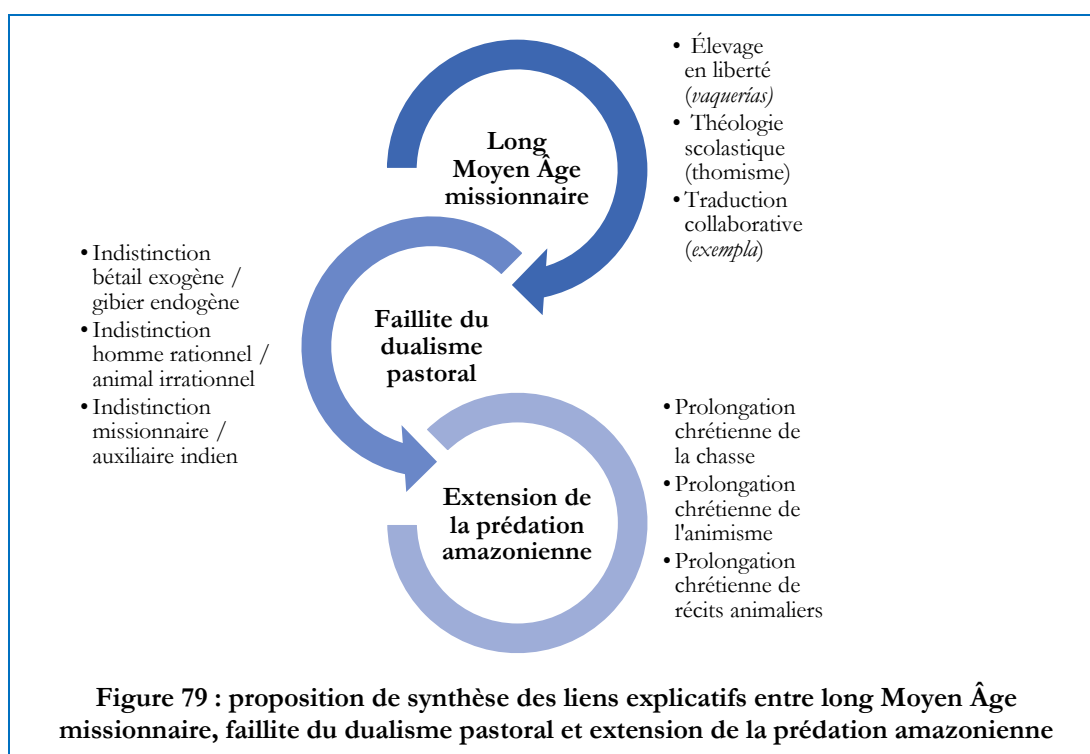 • Élevage
en liberté
(vaquerías)
• Théologie
scolastique
(thomisme)
• Traduction
collaborative
(exempla)
Long
Moyen Âge
missionnaire
• Indistinction
bétail exogène /
gibier endogène
• Indistinction
homme rationnel /
animal irrationnel
• Indistinction
missionnaire /
auxiliaire indien
Faillite du
dualisme
pastoral
Extension de
la prédation
amazonienne
• Prolongation
chrétienne de
la chasse
• Prolongation
chrétienne de
l'animisme
• Prolongation
chrétienne de
récits animaliers
Figure 79 : proposition de synthèse des liens explicatifs entre long Moyen Âge
missionnaire, faillite du dualisme pastoral et extension de la prédation amazonienne